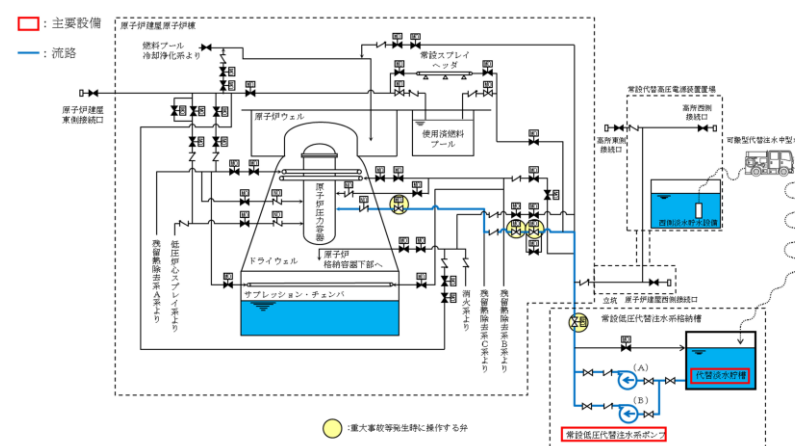 ：主要設備
：流路
原子炉建屋原子炉棟
燃料プール
冷却浄化系より
常設スプレイ
ヘッダ
原子炉建屋
東側接続口
原子炉ウェル
使用済燃料
プール
原子炉圧力容器
ドライウェル
原子炉
格納容器下部へ
サプレッション・チェンバ
残留熱除去系A系より
低圧炉心スプレイ系より
消火系より
残留熱除去系C系より
残留熱除去系B系より
常設代替高圧電源装置置場
高所西側
接続口
高所東側
接続口
可搬型代替注水中型
西側淡水貯水設備
立坑
原子炉建屋西側接続口
常設低圧代替注水系格納槽
(A)
(B)
代替淡水貯槽
常設低圧代替注水系ポンプ
：重大事故等発生時に操作する弁